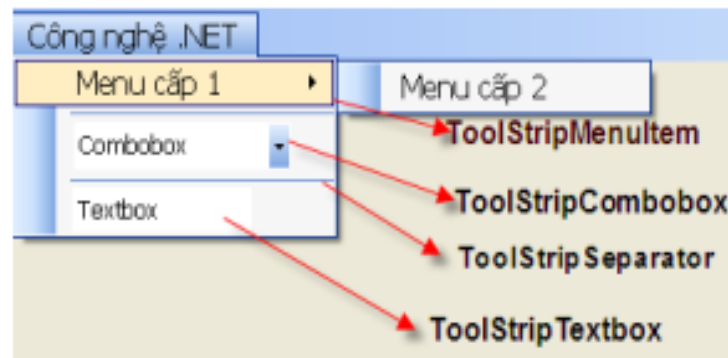 Công nghệ .NET
Menu cấp 1
Menu cấp 2
ToolStripMenuItem
Combobox
ToolStripCombobox
Textbox
ToolStripSeparator
ToolStripTextbox